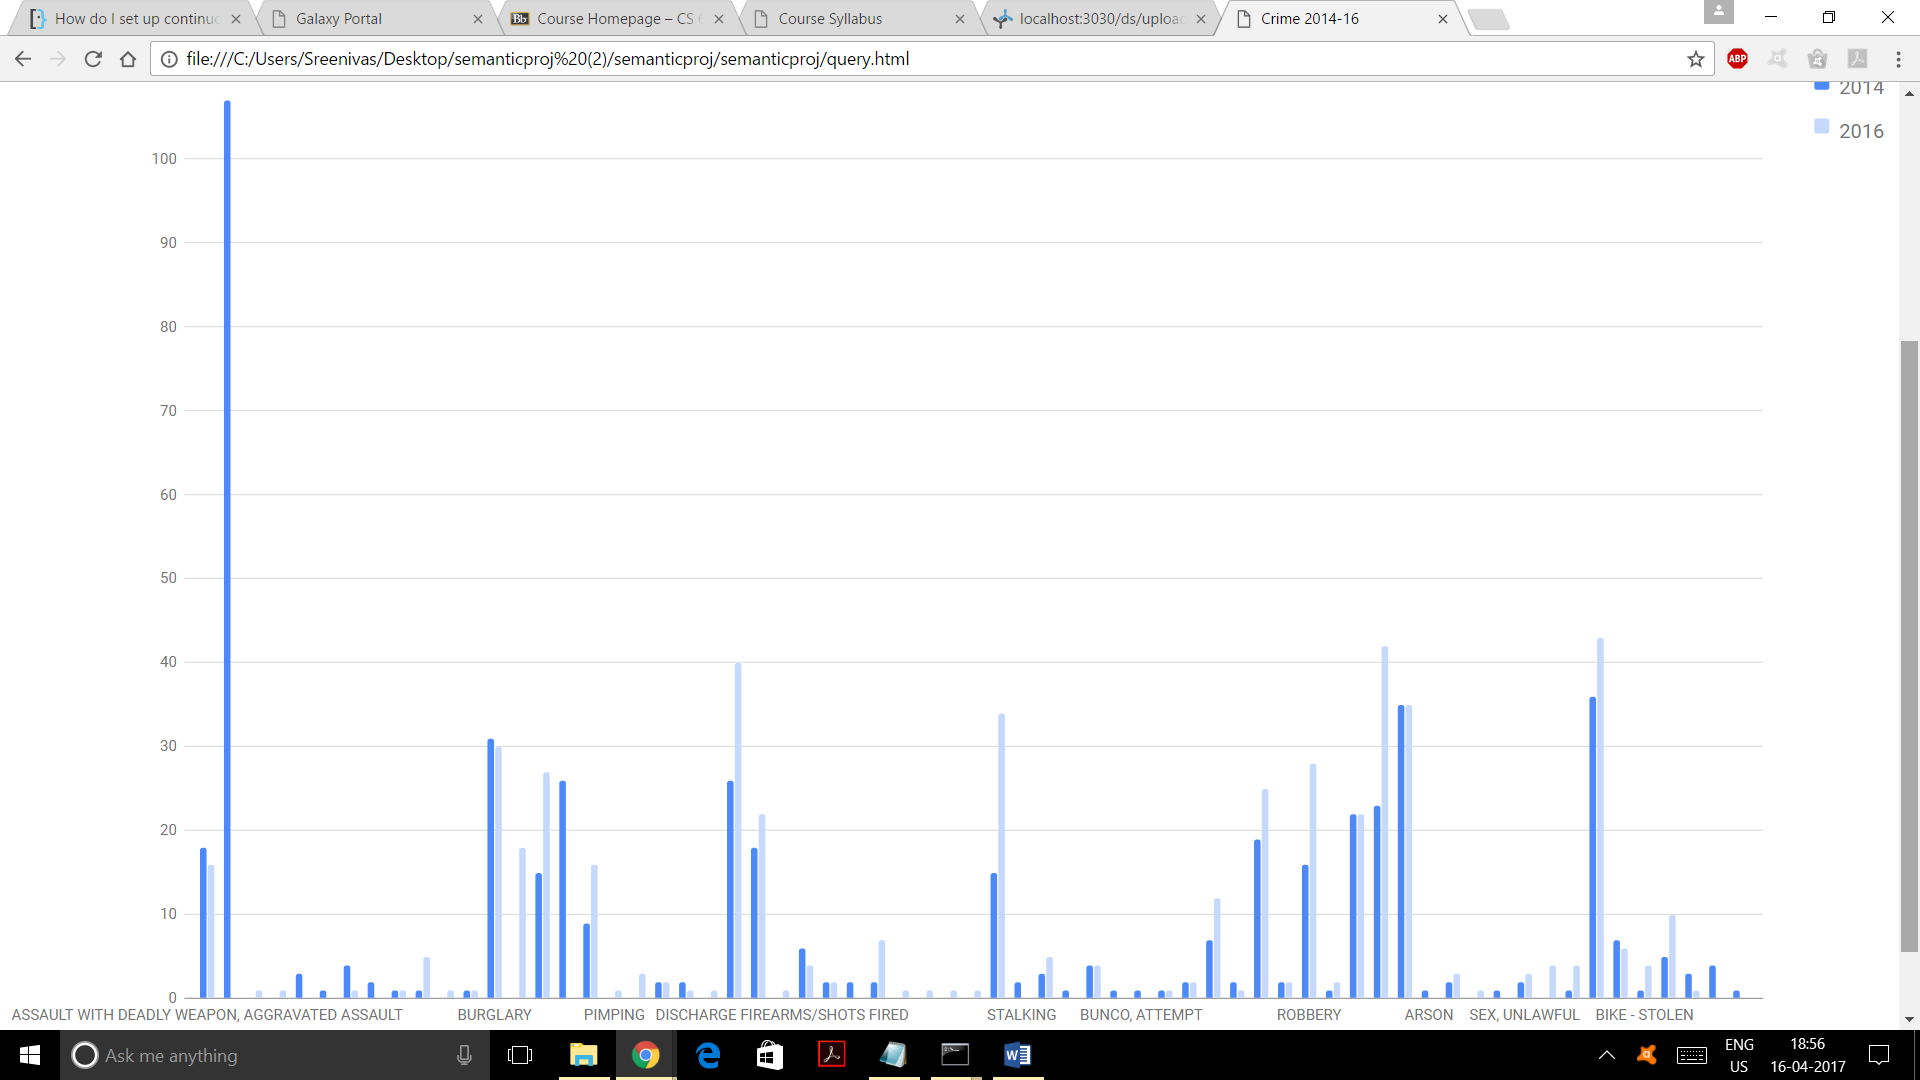 How do I set up continuc
Galaxy Portal
Bb Course Homepage – CS
Course Syllabus
localhost:3030/ds/upload
Crime 2014-16
file:///C:/Users/Sreenivas/Desktop/semanticproj%20(2)/semanticproj/semanticproj/query.html
ABP
2014
2016
100
90
80
70
60
50
40
30
20
10
0
ASSAULT WITH DEADLY WEAPON, AGGRAVATED ASSAULT
BURGLARY
PIMPING
DISCHARGE FIREARMS/SHOTS FIRED
STALKING
BUNCO, ATTEMPT
ROBBERY
ARSON
SEX, UNLAWFUL
BIKE - STOLEN
Ask me anything
ENG
US
18:56
16-04-2017